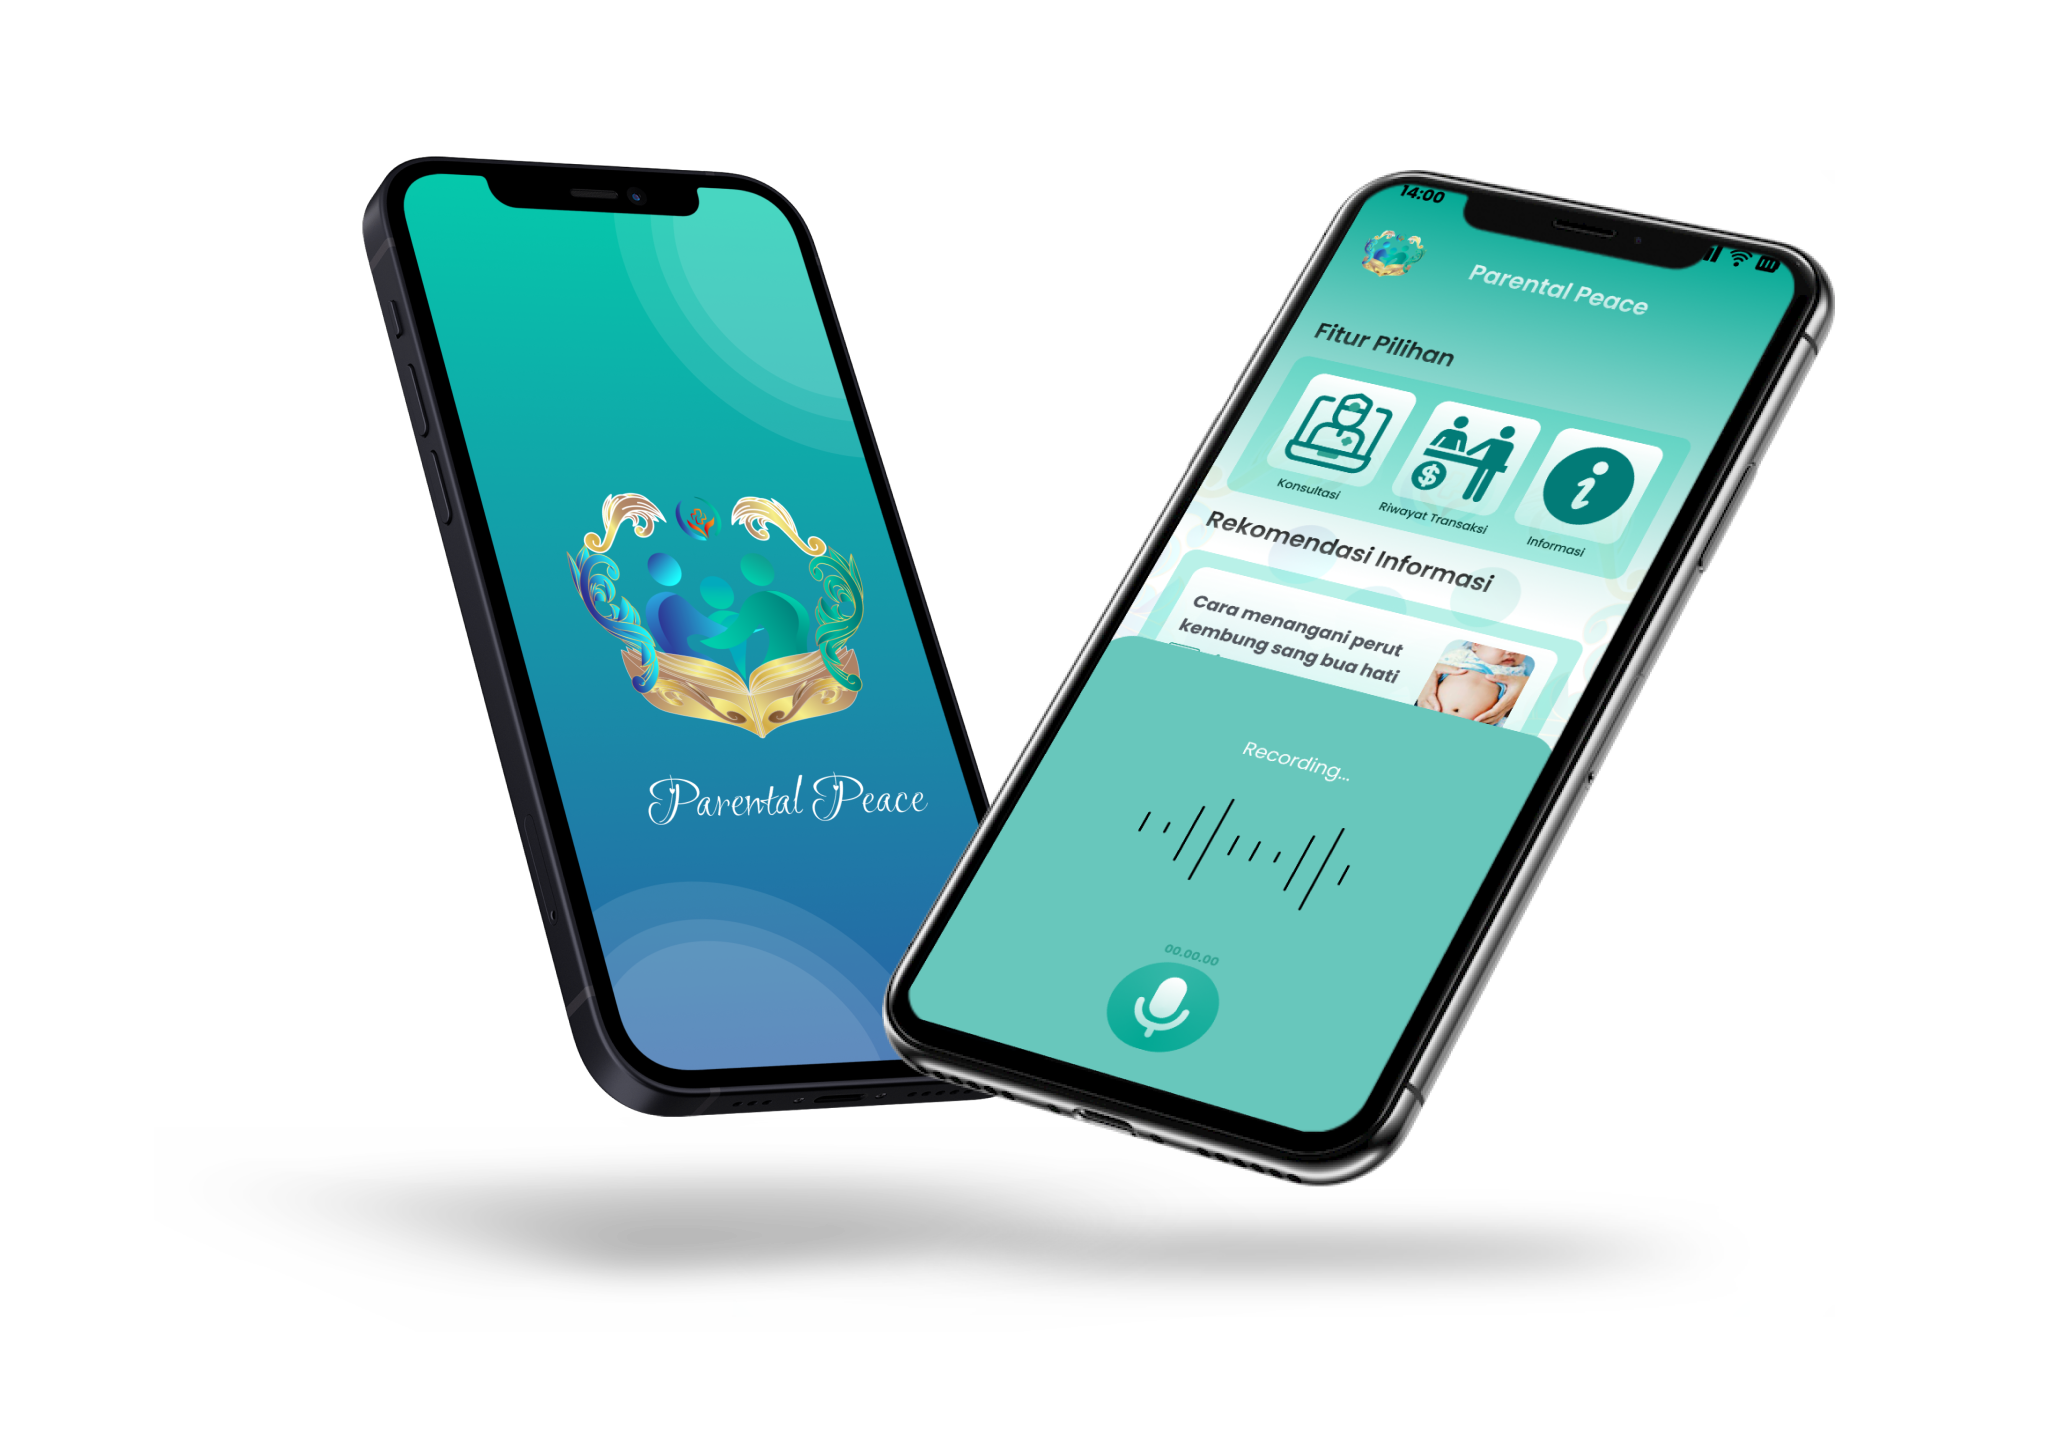 Parental Peace
14:00
Parental Peace
Fitur Pilihan
Konsultasi
Riwayat Transaksi
Informasi
Rekomendasi Informasi
Cara menangani perut
kembung sang bua hati
Recording...
00.00.00